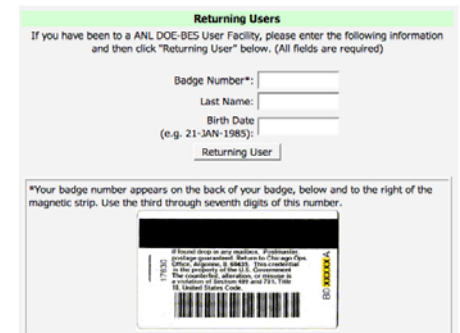 Returning Users
If you have been to a ANL DOE-BES User Facility, please enter the following information
and then click "Returning User" below. (All fields are required)
Badge Number*:
Last Name:
Birth Date
(e.g. 21-JAN-1985):
Returning User
*Your badge number appears on the back of your badge, below and to the right of the
magnetic strip. Use the third through seventh digits of this number.
If found drop in any mailbox. Postmaster:
postage guaranteed. Return to Chicago Ops.
Office, Argonne, IL 60439. This credential
is the property of the U.S. Government
The counterfeit, alteration, or misuse is
a violation of Section 499 and 701, Title
18, United States Code.
17630